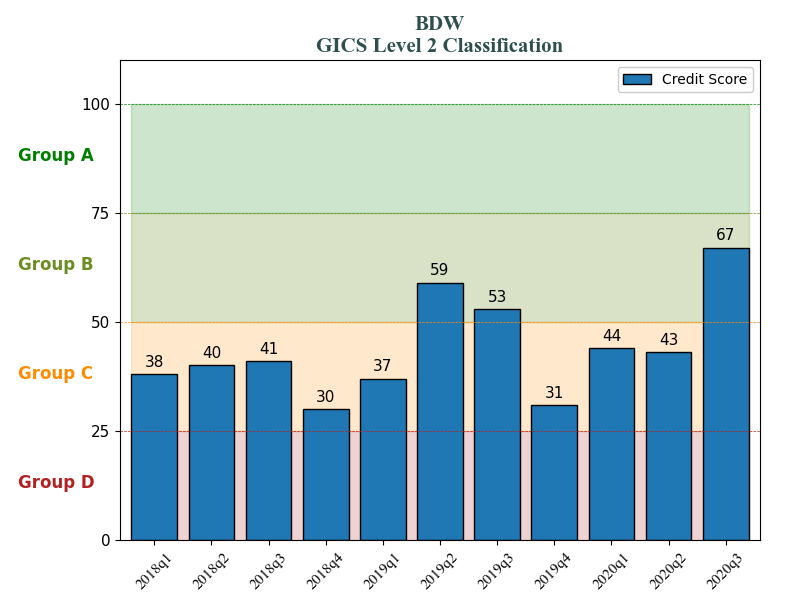 BDW
GICS Level 2 Classification
Credit Score
100
Group A
75
67
Group B
59
53
50
44
43
41
40
38
37
Group C
31
30
25
Group D
0
2018q1
2018q2
2018q3
2018q4
2019q1
2019q2
2019q3
2019q4
2020q1
2020q2
2020q3